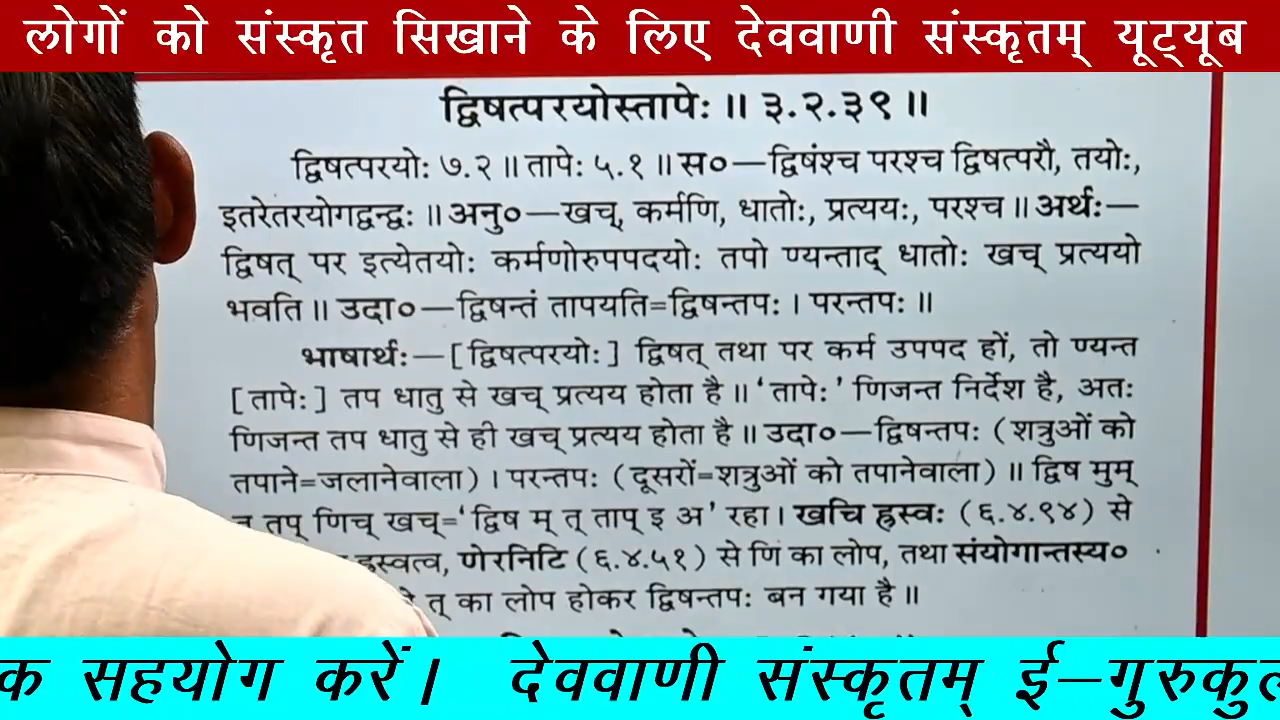 लोगों को संस्कृत सिखाने के लिए देववाणी संस्कृतम् यूट्यूब
द्विषत्परयोस्तापेः ॥ ३.२.३९ ॥
द्विषत्परयोः ७.२ ॥ तापेः ५.१ ॥ स०—द्विषंश्च परश्च द्विषत्परौ, तयोः,
इतरेतरयोगद्वन्द्वः ॥ अनु०—खच्, कर्मणि, धातोः, प्रत्ययः, परश्च ॥ अर्थः—
द्विषत् पर इत्येतयोः कर्मणोरुपपदयोः तपो ण्यन्ताद् धातोः खच् प्रत्ययो
भवति ॥ उदा०—द्विषन्तं तापयति=द्विषन्तपः । परन्तपः ॥
भाषार्थः—[द्विषत्परयोः] द्विषत् तथा पर कर्म उपपद हों, तो ण्यन्त
[तापेः] तप धातु से खच् प्रत्यय होता है ॥ ‘तापेः’ णिजन्त निर्देश है, अतः
णिजन्त तप धातु से ही खच् प्रत्यय होता है ॥ उदा०—द्विषन्तपः (शत्रुओं को
तपाने=जलानेवाला) । परन्तपः (दूसरों=शत्रुओं को तपानेवाला) ॥ द्विष मुम्
तप् णिच् खच्=‘द्विष म् त् ताप् इ अ’ रहा । खचि ह्रस्वः (६.४.९४) से
ह्रस्वत्व, णेरनिटि (६.४.५१) से णि का लोप, तथा संयोगान्तस्य०
त् का लोप होकर द्विषन्तपः बन गया है ॥
क सहयोग करें। देववाणी संस्कृतम् ई–गुरुकुल